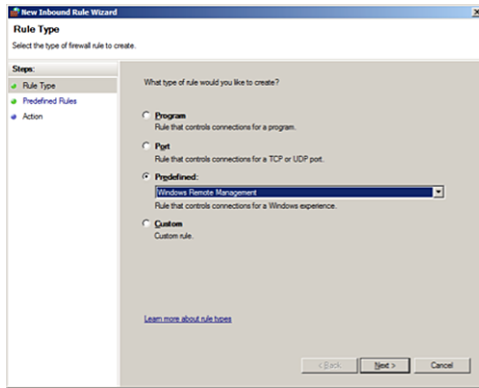 New Inbound Rule Wizard
Rule Type
Select the type of firewall rule to create.
Steps:
Rule Type
Predefined Rules
Action
What type of rule would you like to create?
Program
Rule that controls connections for a program.
Port
Rule that controls connections for a TCP or UDP port.
Predefined:
Windows Remote Management
Rule that controls connections for a Windows experience.
Custom
Custom rule.
Learn more about rule types
< Back
Next >
Cancel